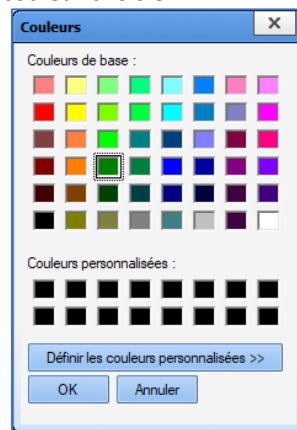 Couleurs
Couleurs de base :
Couleurs personnalisées :
Définir les couleurs personnalisées >>
OK Annuler